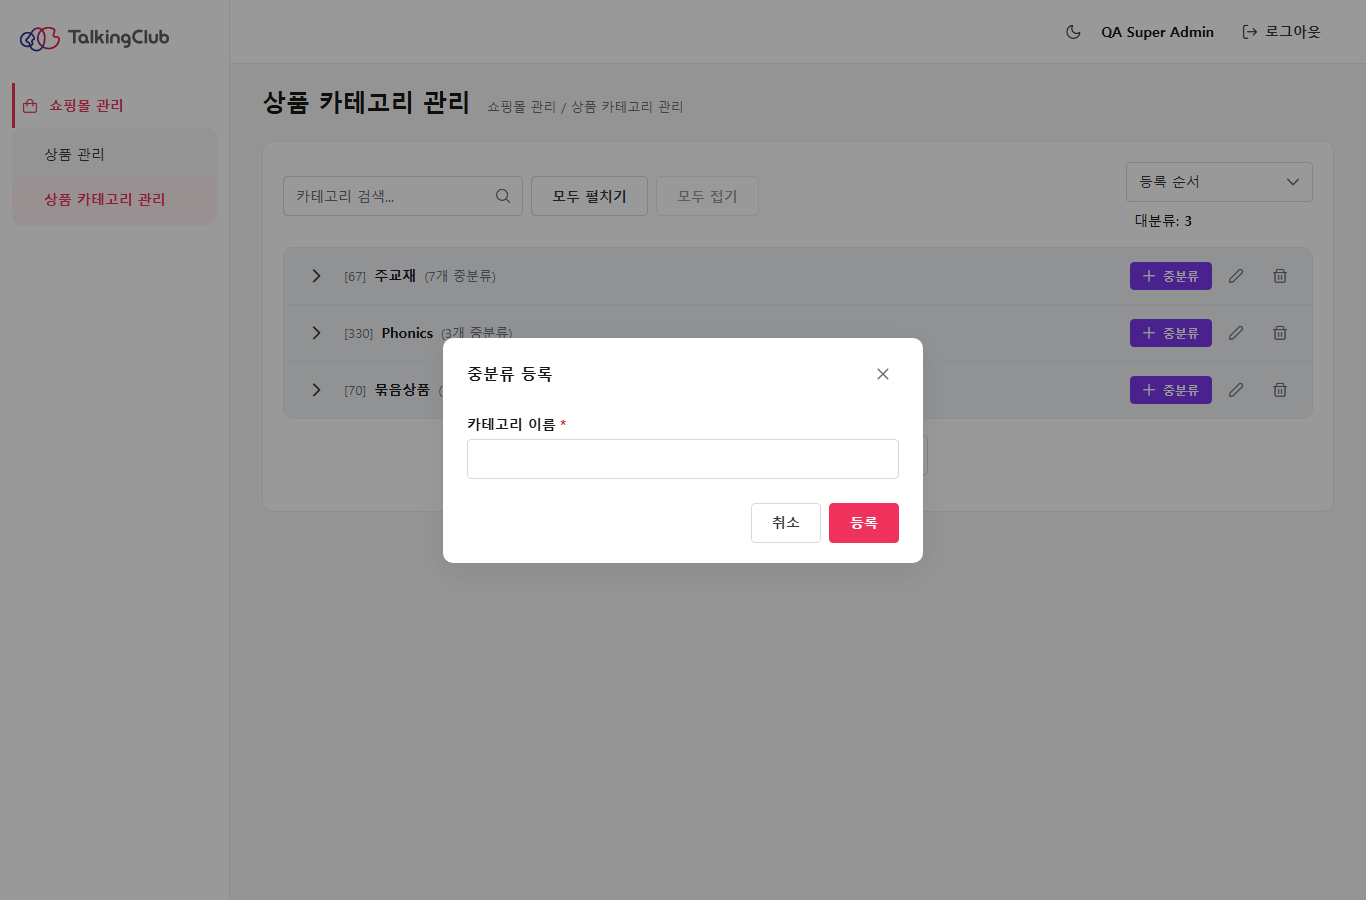 TalkingClub
QA Super Admin
로그아웃
쇼핑몰 관리
상품 관리
상품 카테고리 관리
상품 카테고리 관리
쇼핑몰 관리 / 상품 카테고리 관리
카테고리 검색...
모두 펼치기
모두 접기
등록 순서
대분류: 3
[67] 주교재 (7개 중분류)
중분류
[330] Phonics (3개 중분류)
중분류
[70] 묶음상품 (
중분류
중분류 등록
카테고리 이름 *
취소
등록